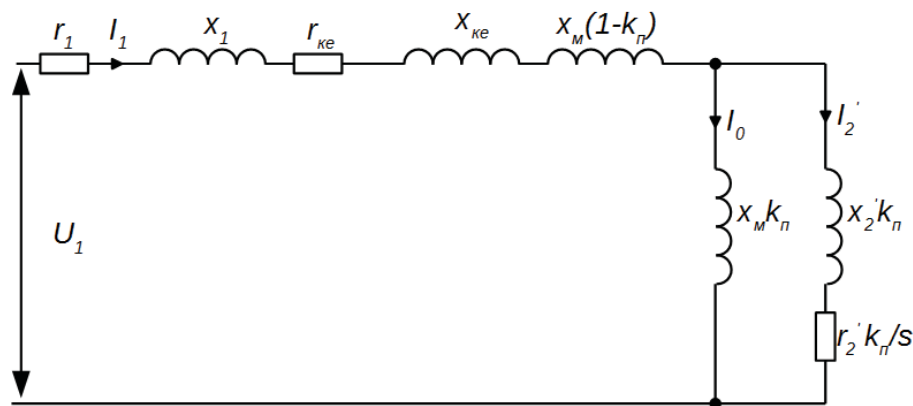 r₁ I₁ x₁ rке xке xм(1-kп)
I₀ I₂'
U₁ xмkп x₂'kп
r₂'kп/s